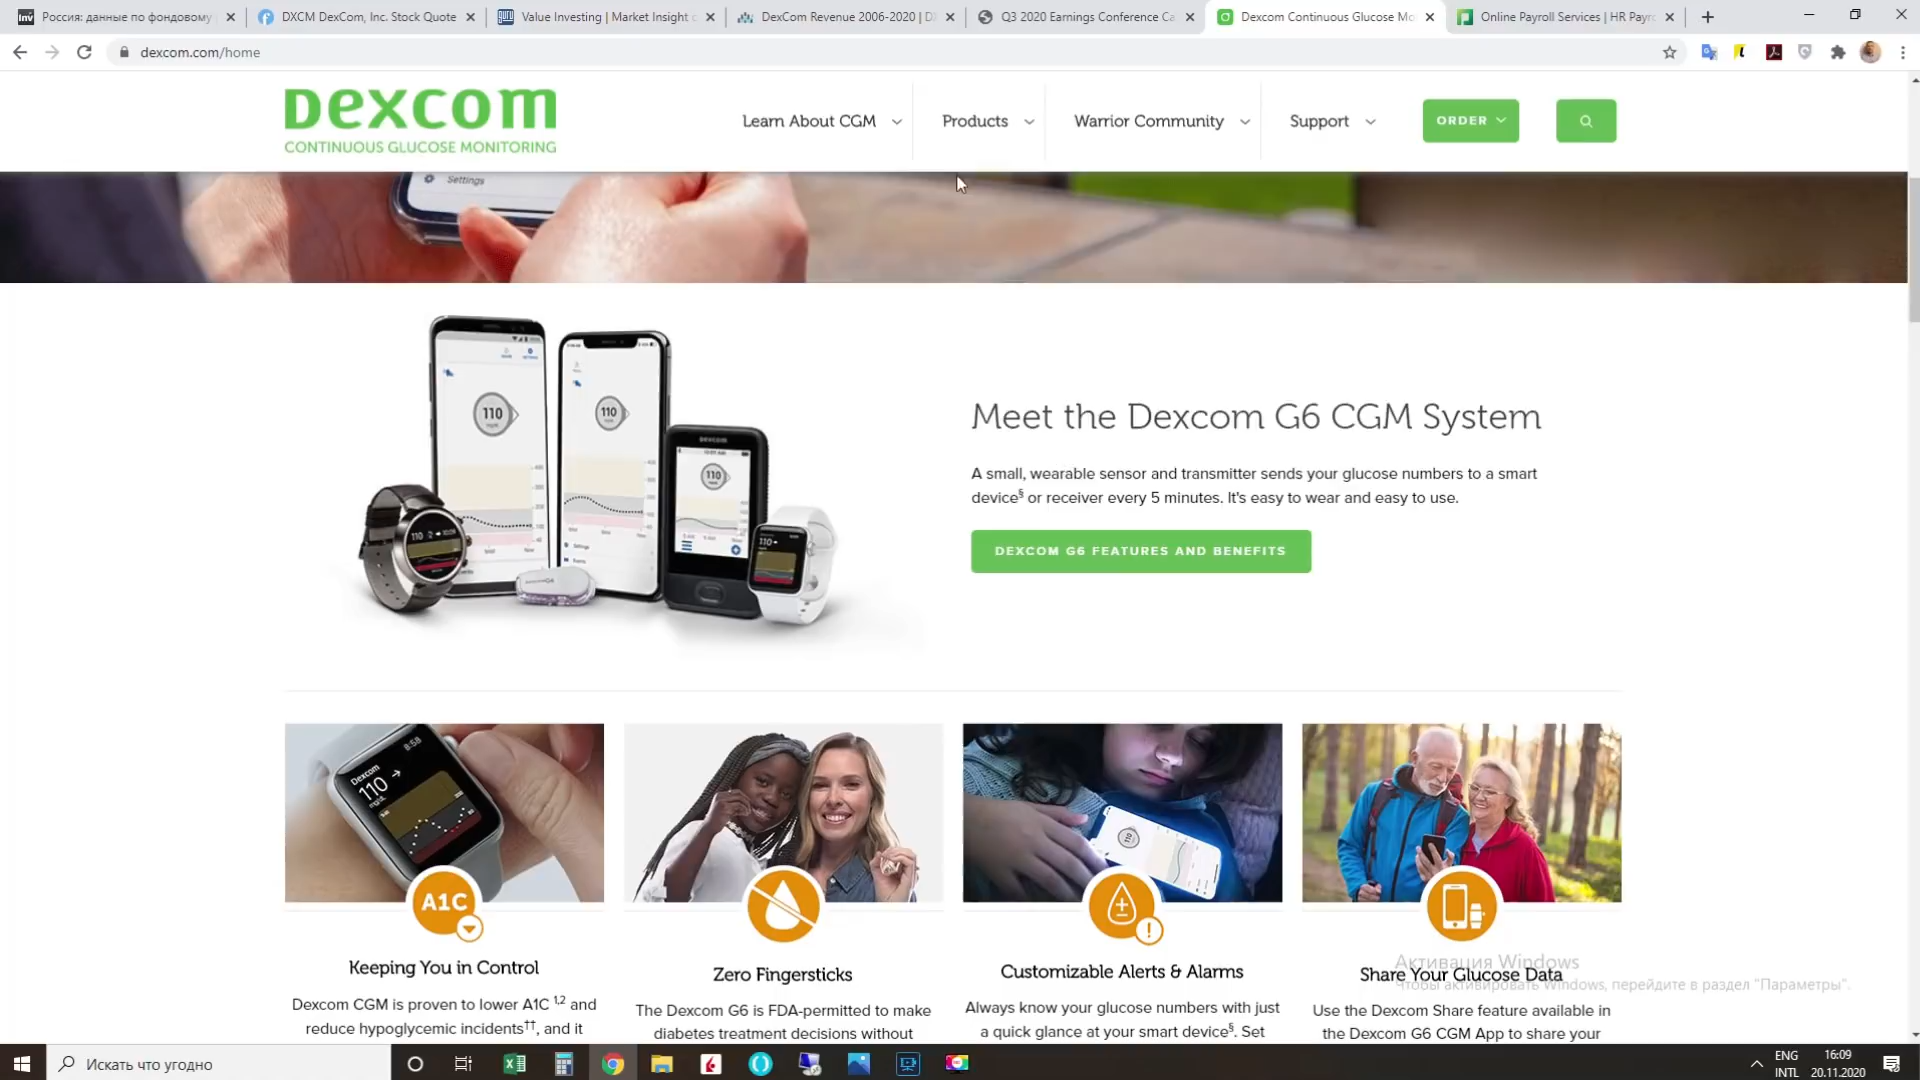 Россия: данные по фондовому
DXCM DexCom, Inc. Stock Quote
Value Investing | Market Insight
DexCom Revenue 2006-2020 |
Q3 2020 Earnings Conference Ca
Dexcom Continuous Glucose Mo
Online Payroll Services | HR Payr
dexcom.com/home
Dexcom
CONTINUOUS GLUCOSE MONITORING
Learn About CGM
Products
Warrior Community
Support
ORDER
Settings
Meet the Dexcom G6 CGM System
A small, wearable sensor and transmitter sends your glucose numbers to a smart
device§ or receiver every 5 minutes. It's easy to wear and easy to use.
DEXCOM G6 FEATURES AND BENEFITS
110
110
110
110
110
8:58
Dexcom
110
A1C
Keeping You in Control
Dexcom CGM is proven to lower A1C 1,2 and
reduce hypoglycemic incidents††, and it
Zero Fingersticks
The Dexcom G6 is FDA-permitted to make
diabetes treatment decisions without
Customizable Alerts & Alarms
Always know your glucose numbers with just
a quick glance at your smart device§. Set
Share Your Glucose Data
Use the Dexcom Share feature available in
the Dexcom G6 CGM App to share your
Активация Windows
Чтобы активировать Windows, перейдите в раздел "Параметры".
Искать что угодно
ENG
INTL
16:09
20.11.2020